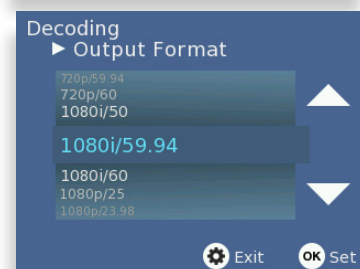 Decoding
Output Format
720p/59.94
720p/60
1080i/50
1080i/59.94
1080i/60
1080p/25
1080p/23.98
Exit
OK Set